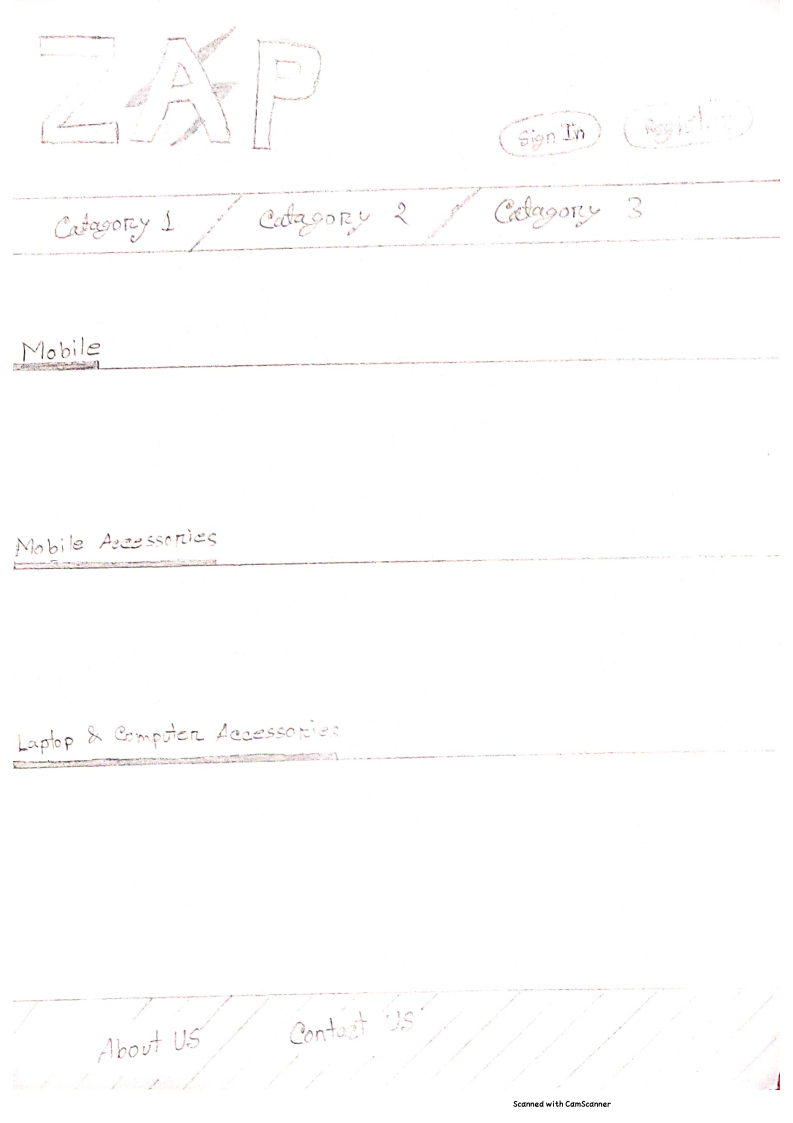 ZAP
Sign In Register
Catagory 1 / Catagory 2 / Catagory 3
Mobile
Mobile Accessories
Laptop & Computer Accessories
About US Contact US
Scanned with CamScanner